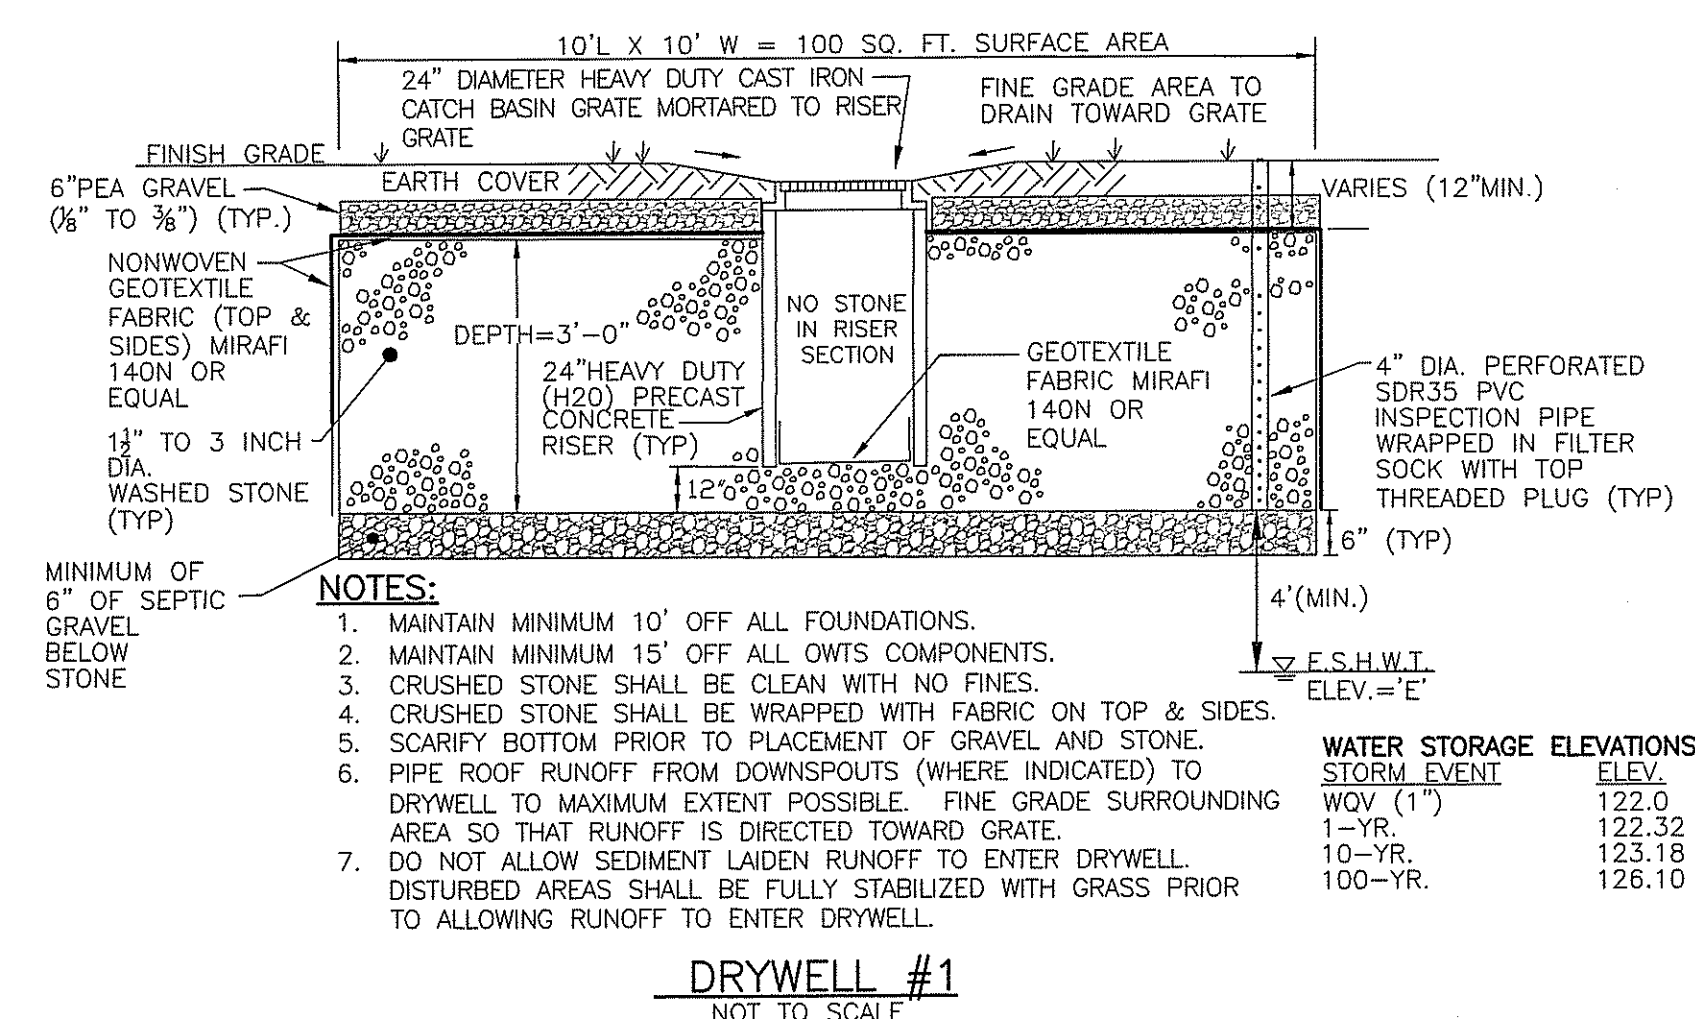 10'L X 10' W = 100 SQ. FT. SURFACE AREA
24" DIAMETER HEAVY DUTY CAST IRON
CATCH BASIN GRATE MORTARED TO RISER
GRATE
FINE GRADE AREA TO
DRAIN TOWARD GRATE
FINISH GRADE
EARTH COVER
6"PEA GRAVEL
(⅛" TO ⅜") (TYP.)
VARIES (12"MIN.)
NONWOVEN
GEOTEXTILE
FABRIC (TOP &
SIDES) MIRAFI
140N OR
EQUAL
DEPTH=3'-0"
NO STONE
IN RISER
SECTION
24"HEAVY DUTY
(H20) PRECAST
CONCRETE
RISER (TYP)
GEOTEXTILE
FABRIC MIRAFI
140N OR
EQUAL
4" DIA. PERFORATED
SDR35 PVC
INSPECTION PIPE
WRAPPED IN FILTER
SOCK WITH TOP
THREADED PLUG (TYP)
1½" TO 3 INCH
DIA.
WASHED STONE
(TYP)
12"
6" (TYP)
MINIMUM OF
6" OF SEPTIC
GRAVEL
BELOW
STONE
4'(MIN.)
E.S.H.W.T.
ELEV.='E'
NOTES:
1. MAINTAIN MINIMUM 10' OFF ALL FOUNDATIONS.
2. MAINTAIN MINIMUM 15' OFF ALL OWTS COMPONENTS.
3. CRUSHED STONE SHALL BE CLEAN WITH NO FINES.
4. CRUSHED STONE SHALL BE WRAPPED WITH FABRIC ON TOP & SIDES.
5. SCARIFY BOTTOM PRIOR TO PLACEMENT OF GRAVEL AND STONE.
6. PIPE ROOF RUNOFF FROM DOWNSPOUTS (WHERE INDICATED) TO
DRYWELL TO MAXIMUM EXTENT POSSIBLE. FINE GRADE SURROUNDING
AREA SO THAT RUNOFF IS DIRECTED TOWARD GRATE.
7. DO NOT ALLOW SEDIMENT LAIDEN RUNOFF TO ENTER DRYWELL.
DISTURBED AREAS SHALL BE FULLY STABILIZED WITH GRASS PRIOR
TO ALLOWING RUNOFF TO ENTER DRYWELL.
WATER STORAGE ELEVATIONS
STORM EVENT ELEV.
WQV (1") 122.0
1-YR. 122.32
10-YR. 123.18
100-YR. 126.10
DRYWELL #1
NOT TO SCALE